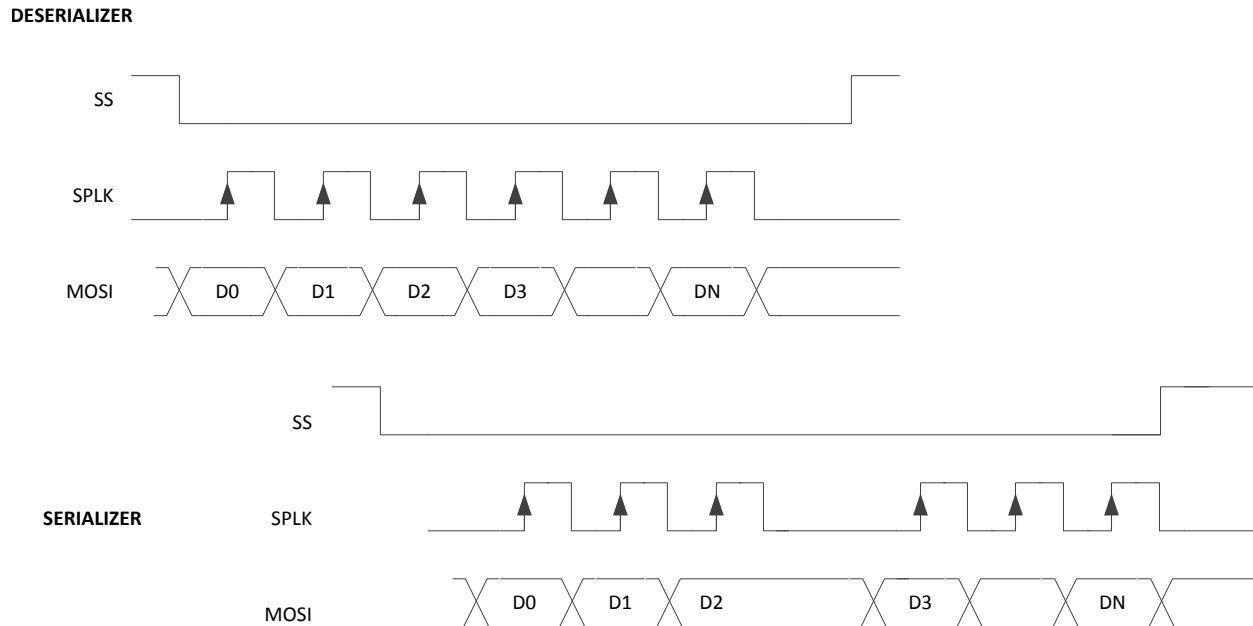 DESERIALIZER
SS
SPLK
MOSI D0 D1 D2 D3 DN
SS
SERIALIZER SPLK
MOSI D0 D1 D2 D3 DN